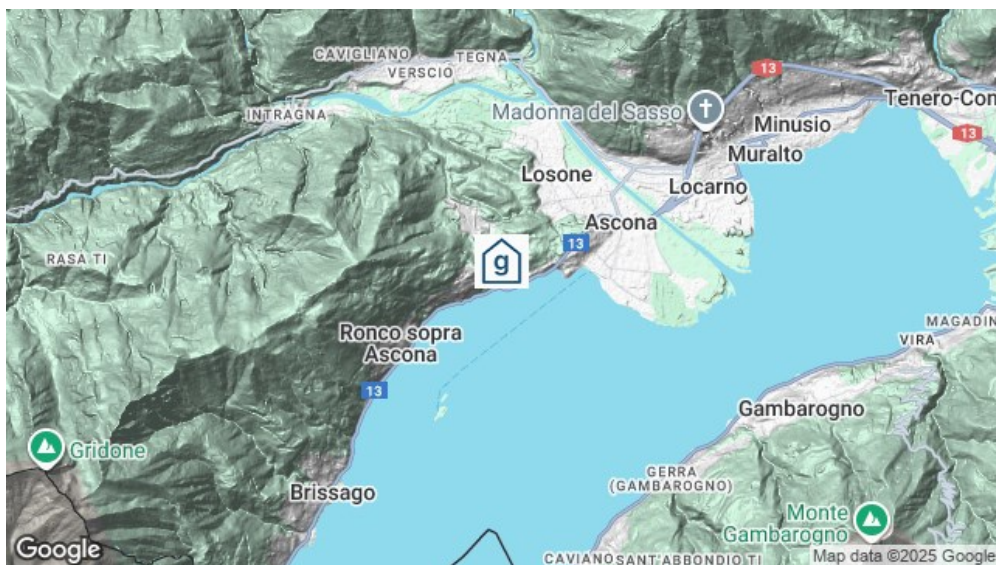 CAVIGLIANO
TEGNA
VERSCIO
13
INTRAGNA
Madonna del Sasso
Tenero-Con
Minusio
13
Muralto
Losone
Locarno
Ascona
13
g
RASA TI
Ronco sopra
Ascona
MAGADIN
VIRA
13
Gambarogno
Gridone
GERRA
(GAMBAROGNO)
Brissago
Monte
Gambarogno
Google
CAVIANO
SANT'ABBONDIO TI
Map data ©2025 Google